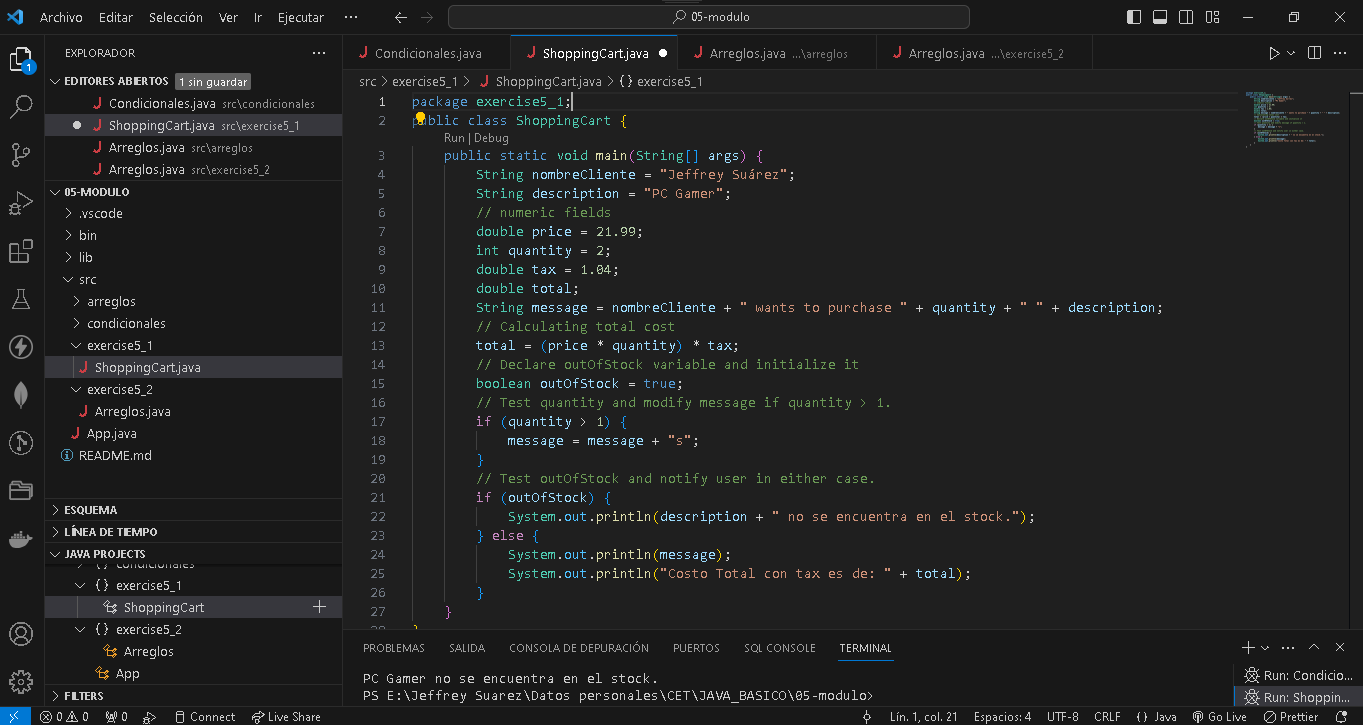 Archivo Editar Selección Ver Ir Ejecutar ··· 05-modulo
EXPLORADOR ···
EDITORES ABIERTOS 1 sin guardar
Condicionales.java src\condicionales
ShoppingCart.java src\exercise5_1
Arreglos.java src\arreglos
Arreglos.java src\exercise5_2
05-MODULO
.vscode
bin
lib
src
arreglos
condicionales
exercise5_1
ShoppingCart.java
exercise5_2
Arreglos.java
App.java
README.md
ESQUEMA
LÍNEA DE TIEMPO
JAVA PROJECTS
{} condicionales
{} exercise5_1
ShoppingCart
{} exercise5_2
Arreglos
App
FILTERS
1
Condicionales.java ShoppingCart.java Arreglos.java ...\arreglos Arreglos.java ...\exercise5_2
src > exercise5_1 > ShoppingCart.java > {} exercise5_1
1 package exercise5_1;
2 public class ShoppingCart {
Run | Debug
3 public static void main(String[] args) {
4 String nombreCliente = "Jeffrey Suárez";
5 String description = "PC Gamer";
6 // numeric fields
7 double price = 21.99;
8 int quantity = 2;
9 double tax = 1.04;
10 double total;
11 String message = nombreCliente + " wants to purchase " + quantity + " " + description;
12 // Calculating total cost
13 total = (price * quantity) * tax;
14 // Declare outOfStock variable and initialize it
15 boolean outOfStock = true;
16 // Test quantity and modify message if quantity > 1.
17 if (quantity > 1) {
18 message = message + "s";
19 }
20 // Test outOfStock and notify user in either case.
21 if (outOfStock) {
22 System.out.println(description + " no se encuentra en el stock.");
23 } else {
24 System.out.println(message);
25 System.out.println("Costo Total con tax es de: " + total);
26 }
27 }
28 }
PROBLEMAS SALIDA CONSOLA DE DEPURACIÓN PUERTOS SQL CONSOLE TERMINAL
PC Gamer no se encuentra en el stock.
PS E:\Jeffrey Suarez\Datos personales\CET\JAVA_BASICO\05-modulo>
Run: Condicio...
Run: Shoppin...
0 0 0 Connect Live Share Lín. 1, col. 21 Espacios: 4 UTF-8 CRLF {} Java Go Live Prettier